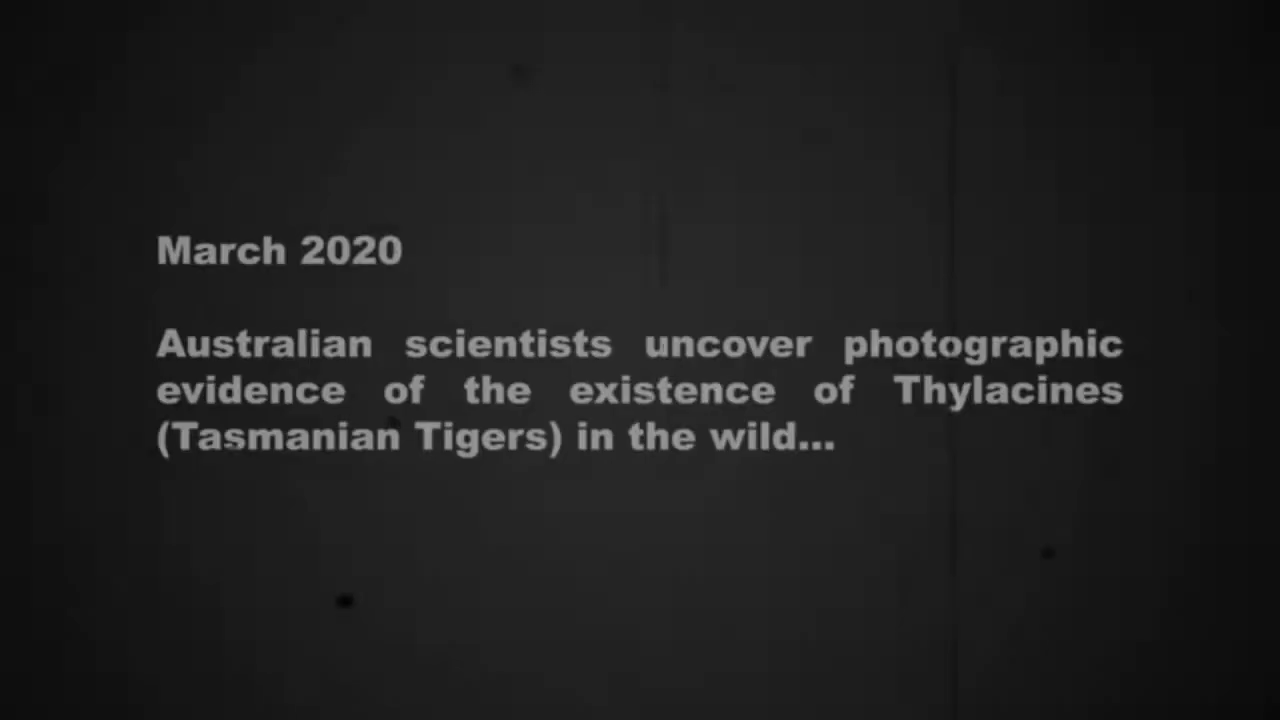 March 2020
Australian scientists uncover photographic
evidence of the existence of Thylacines
(Tasmanian Tigers) in the wild...